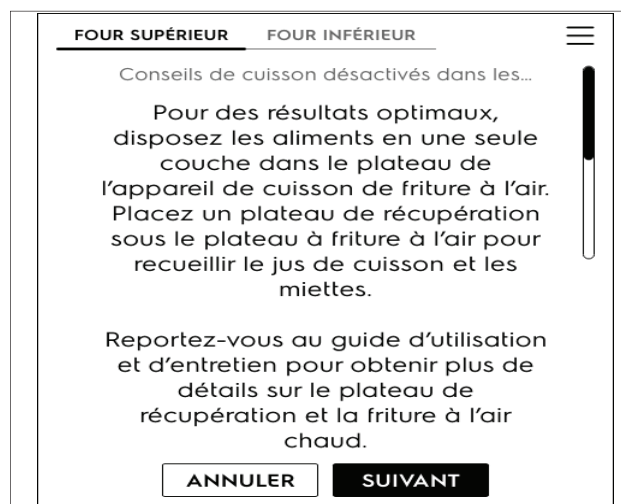 FOUR SUPÉRIEUR FOUR INFÉRIEUR
Conseils de cuisson désactivés dans les...
Pour des résultats optimaux,
disposez les aliments en une seule
couche dans le plateau de
l'appareil de cuisson de friture à l'air.
Placez un plateau de récupération
sous le plateau à friture à l'air pour
recueillir le jus de cuisson et les
miettes.
Reportez-vous au guide d'utilisation
et d'entretien pour obtenir plus de
détails sur le plateau de
récupération et la friture à l'air
chaud.
ANNULER SUIVANT